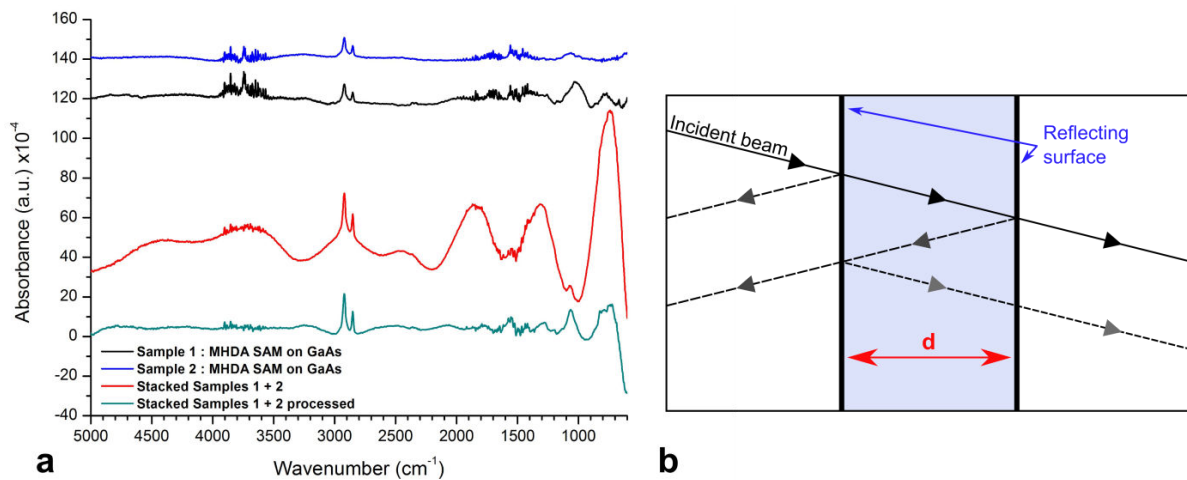 160
140
120
100
80
60
40
20
0
-20
-40
Absorbance (a.u.) x10⁻⁴
Sample 1 : MHDA SAM on GaAs
Sample 2 : MHDA SAM on GaAs
Stacked Samples 1 + 2
Stacked Samples 1 + 2 processed
5000 4500 4000 3500 3000 2500 2000 1500 1000
Wavenumber (cm⁻¹)
a
Incident beam
Reflecting
surface
d
b